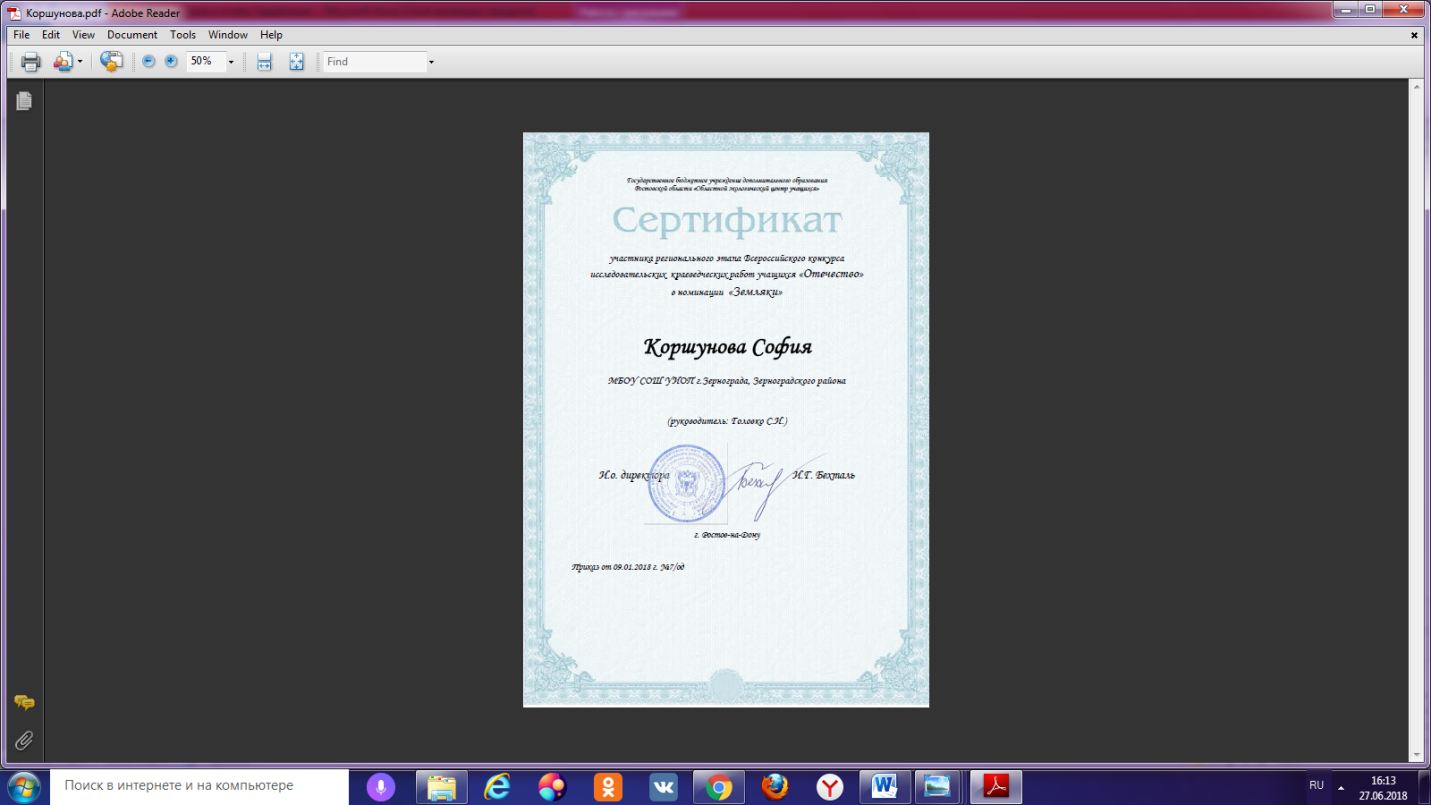 Коршунова.pdf - Adobe Reader
File Edit View Document Tools Window Help
50% Find
Государственное бюджетное учреждение дополнительного образования
Ростовской области «Областной экологический центр учащихся»
Сертификат
участника регионального этапа Всероссийского конкурса
исследовательских краеведческих работ учащихся «Отечество»
в номинации «Земляки»
Коршунова София
МБОУ СОШ УИОП г.Зернограда, Зерноградского района
(руководитель: Головко С.Н.)
И.о. директора Н.Г. Бехталь
г. Ростов-на-Дону
Приказ от 09.01.2018 г. №7/од
Поиск в интернете и на компьютере
RU 16:13
27.06.2018